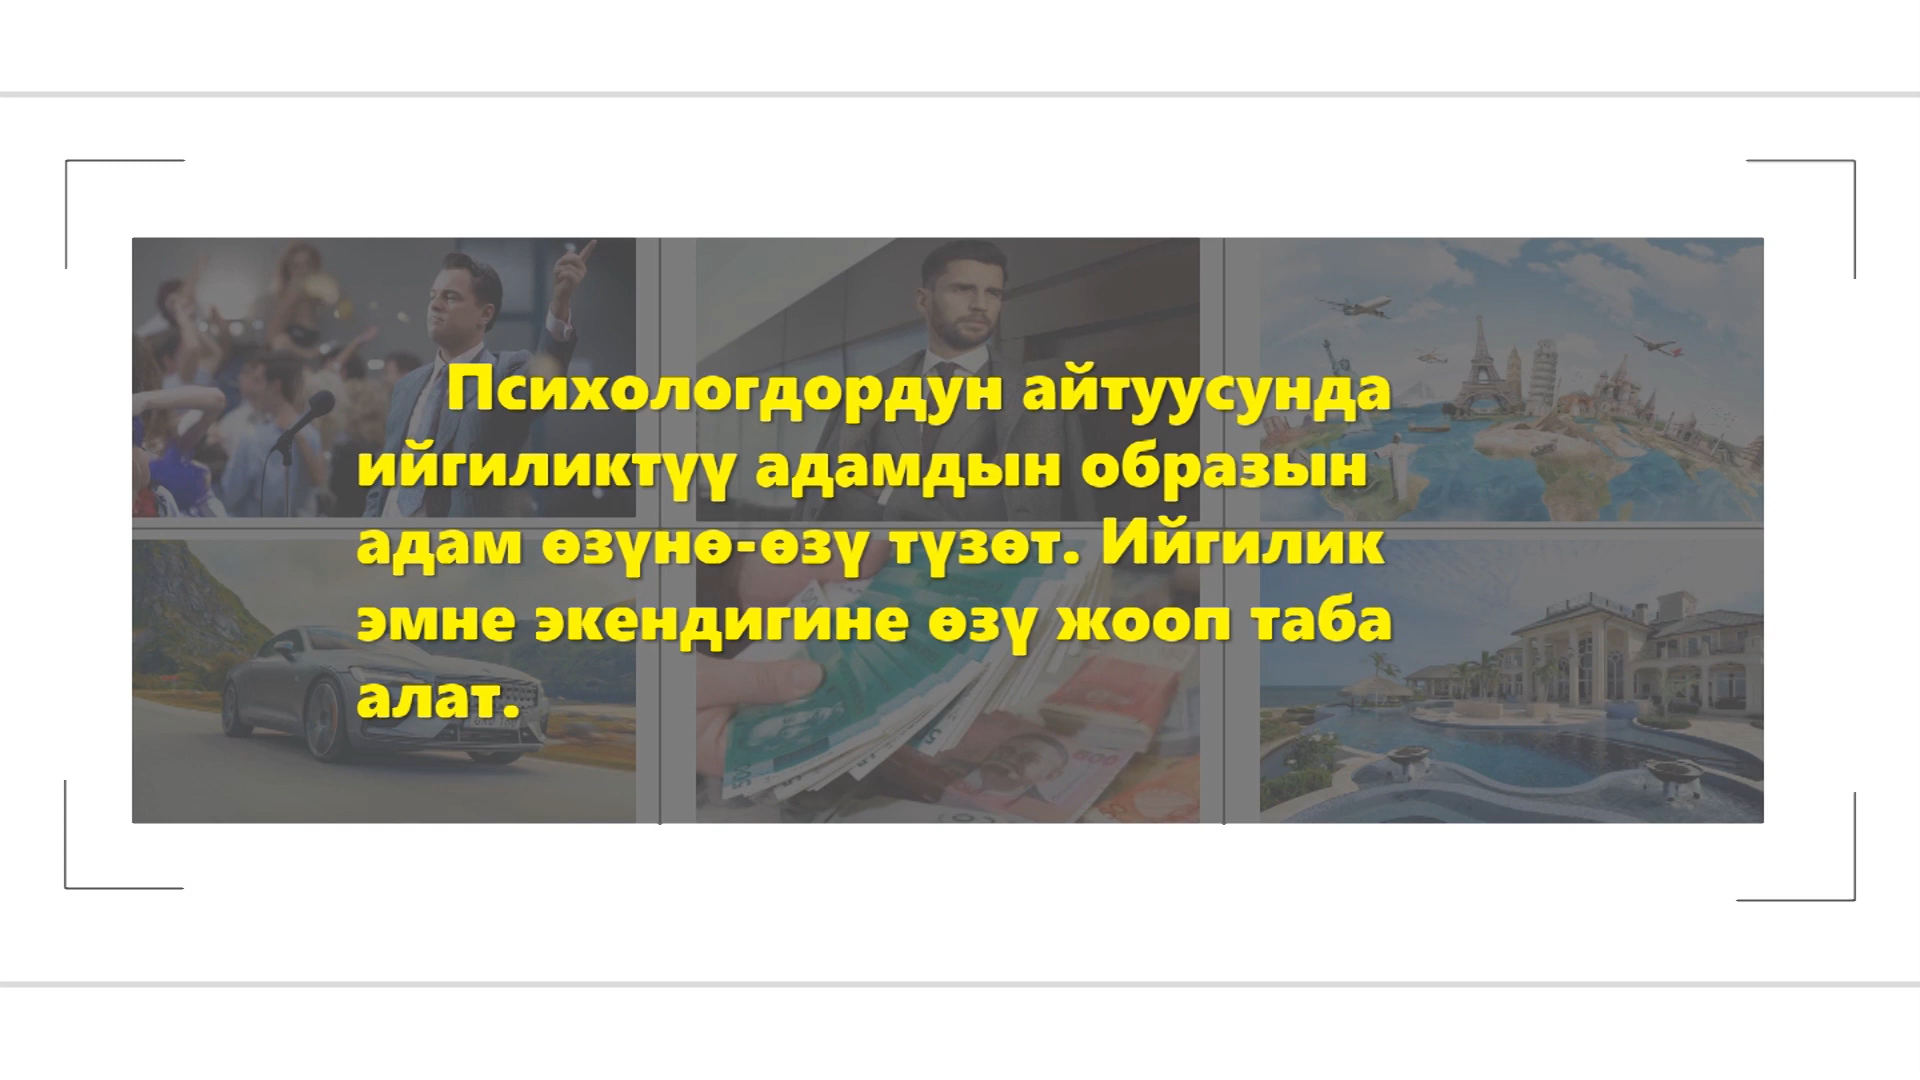 Психологдордун айтуусунда
ийгиликтүү адамдын образын
адам өзүнө-өзү түзөт. Ийгилик
эмне экендигине өзү жооп таба
алат.